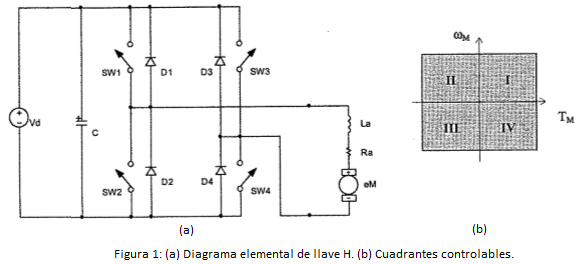 SW1
D1
D3
SW3
Vd
C
La
Ra
eM
SW2
D2
D4
SW4
(a)
ωM
II
I
TM
III
IV
(b)
Figura 1: (a) Diagrama elemental de llave H. (b) Cuadrantes controlables.